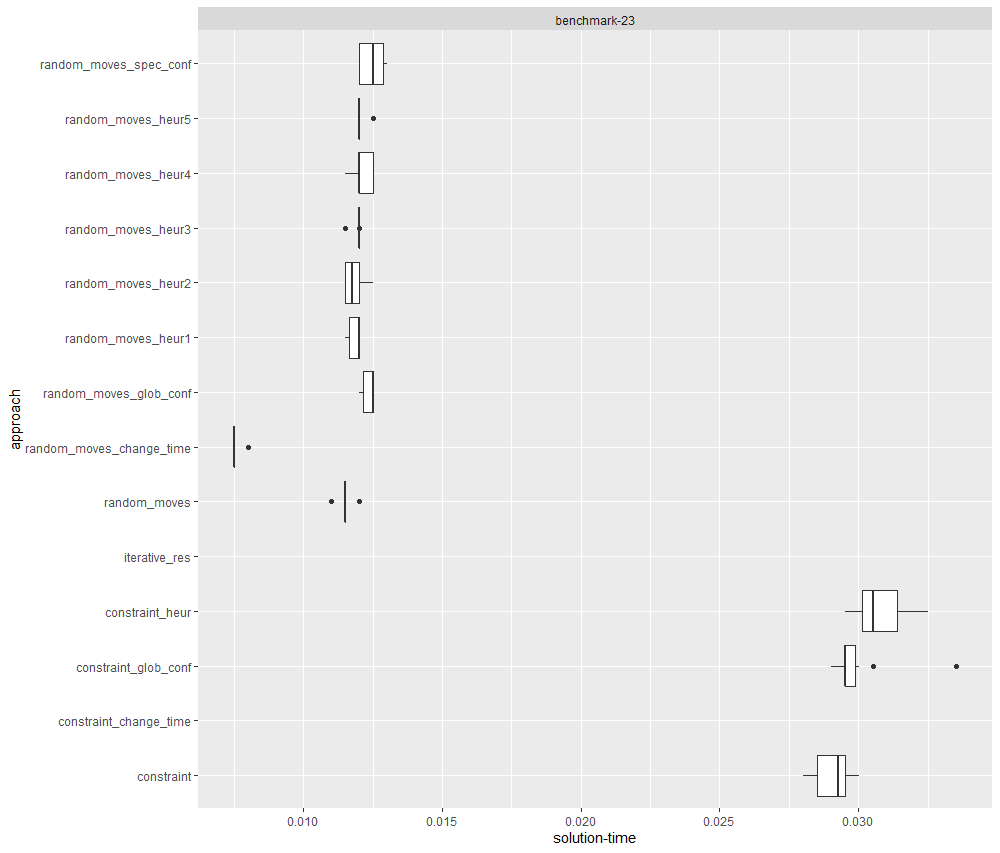 benchmark-23
random_moves_spec_conf
random_moves_heur5
random_moves_heur4
random_moves_heur3
random_moves_heur2
random_moves_heur1
random_moves_glob_conf
random_moves_change_time
random_moves
iterative_res
constraint_heur
constraint_glob_conf
constraint_change_time
constraint
approach
0.010 0.015 0.020 0.025 0.030
solution-time